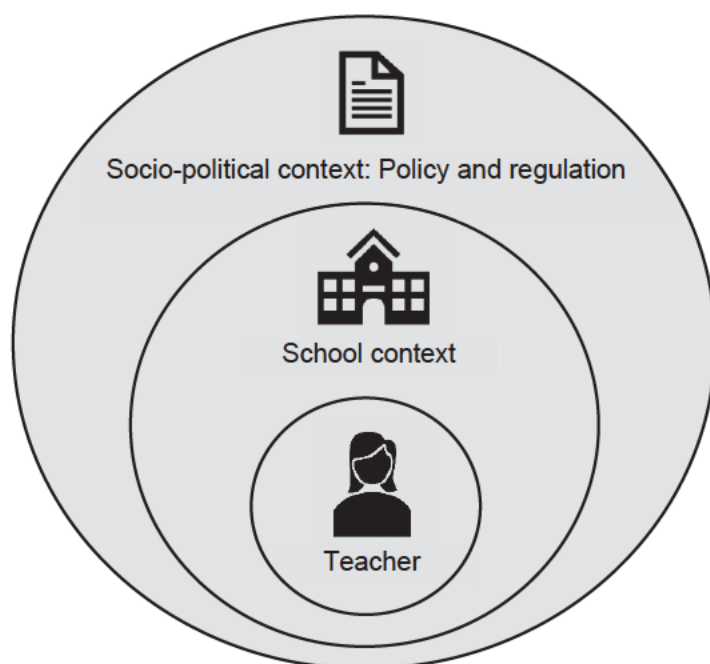 Socio-political context: Policy and regulation
School context
Teacher